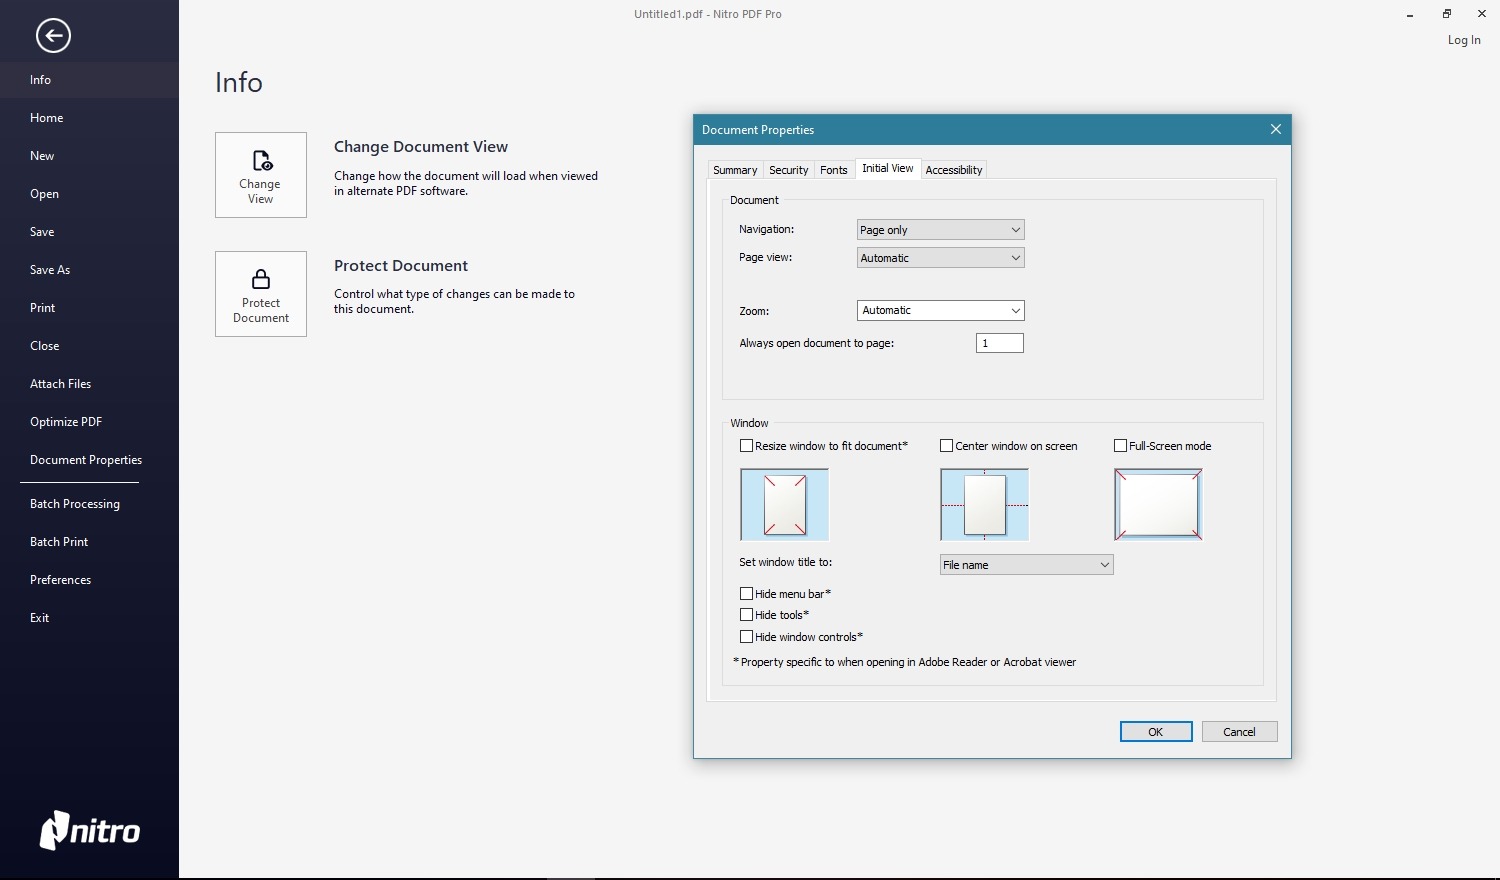 Untitled1.pdf - Nitro PDF Pro
Log In
Info
Home
New
Open
Save
Save As
Print
Close
Attach Files
Optimize PDF
Document Properties
Batch Processing
Batch Print
Preferences
Exit
nitro
Info
Change
View
Change Document View
Change how the document will load when viewed
in alternate PDF software.
Protect
Document
Protect Document
Control what type of changes can be made to
this document.
Document Properties
Summary Security Fonts Initial View Accessibility
Document
Navigation: Page only
Page view: Automatic
Zoom: Automatic
Always open document to page: 1
Window
Resize window to fit document* Center window on screen Full-Screen mode
Set window title to: File name
Hide menu bar*
Hide tools*
Hide window controls*
* Property specific to when opening in Adobe Reader or Acrobat viewer
OK Cancel